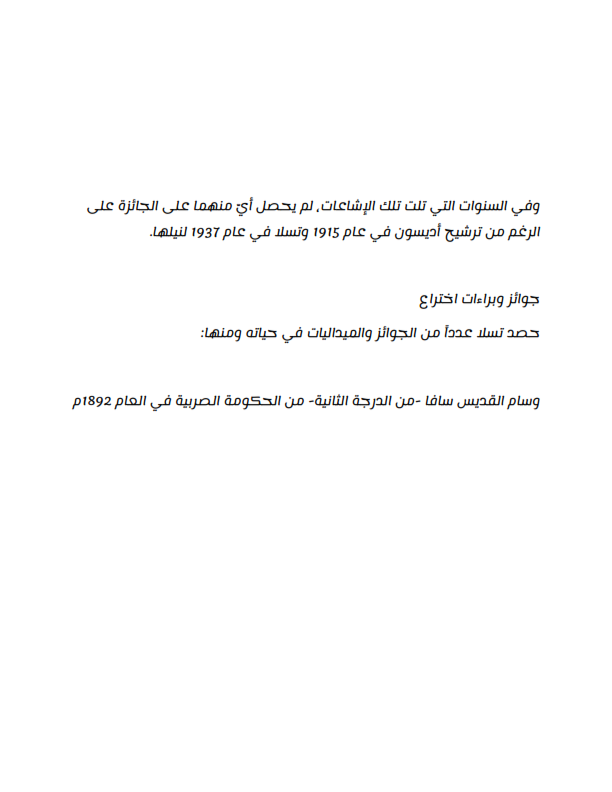 وفي السنوات التي تلت تلك الإشاعات، لم يحصل أيّ منهما على الجائزة على
الرغم من ترشيح أديسون في عام 1915 وتسلا في عام 1937 لنيلها.
جوائز وبراءات اختراع
حصد تسلا عدداً من الجوائز والميداليات في حياته ومنها:
وسام القديس سافا -من الدرجة الثانية- من الحكومة الصربية في العام 1892م